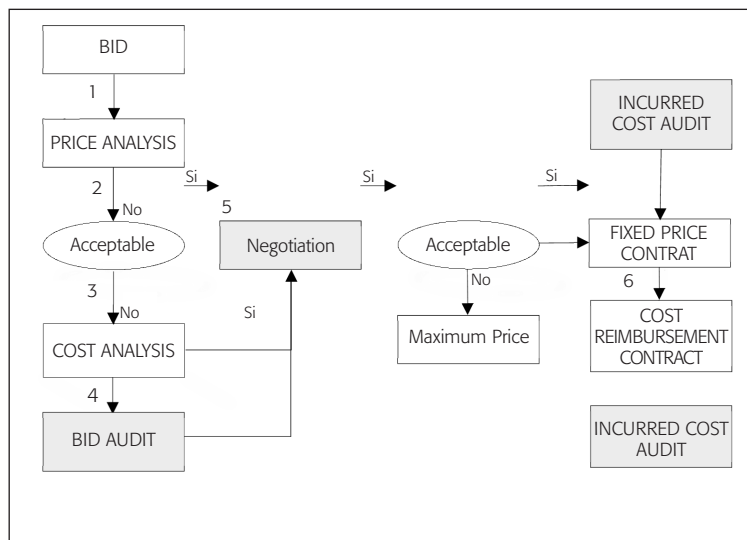 BID
1
PRICE ANALYSIS
2
No
Si
Acceptable
3
No
COST ANALYSIS
4
BID AUDIT
5
Negotiation
Si
Si
Acceptable
No
Maximum Price
Si
INCURRED
COST AUDIT
FIXED PRICE
CONTRAT
6
COST
REIMBURSEMENT
CONTRACT
INCURRED COST
AUDIT